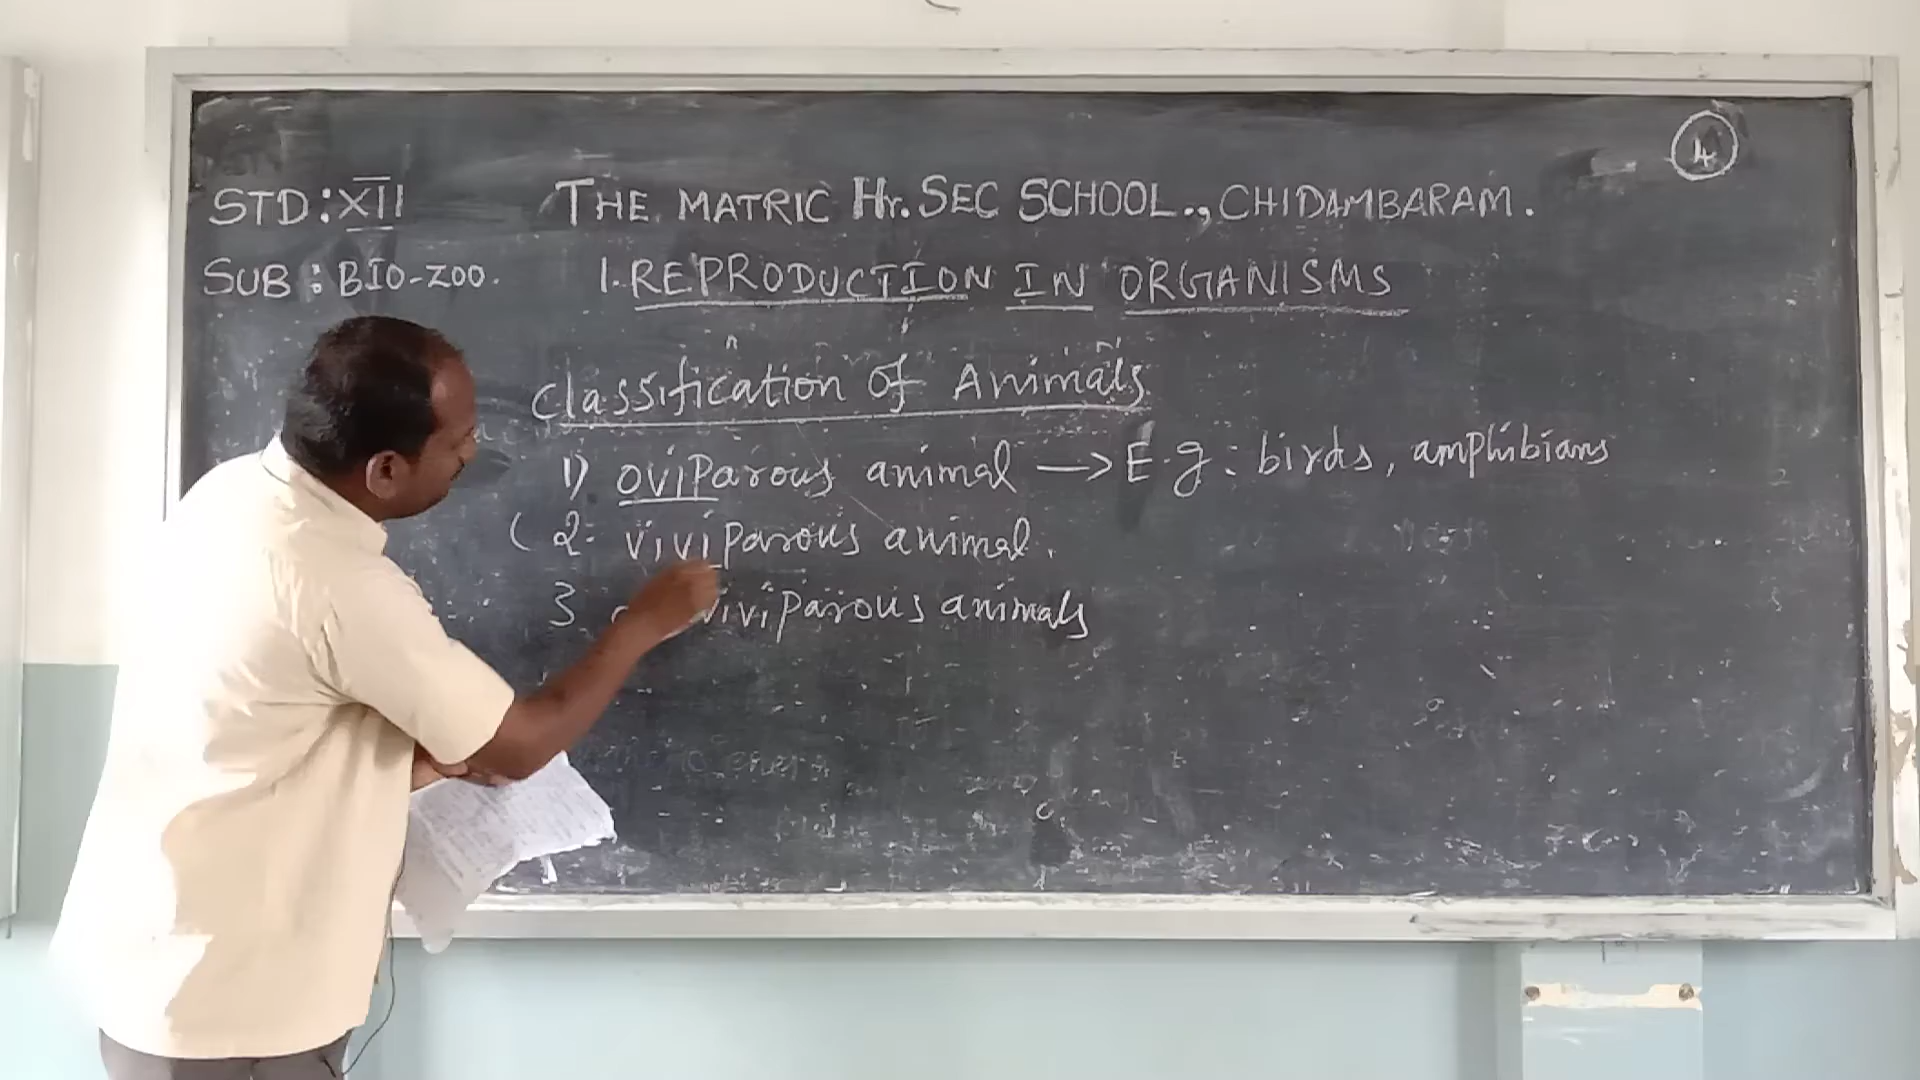 4
STD: XII THE MATRIC Hr. SEC SCHOOL., CHIDAMBARAM.
SUB: BIO-ZOO. 1. REPRODUCTION IN ORGANISMS
Classification Of Animals
1) oviparous animal → E.g: birds, amphibians
( 2. viviparous animal.
3 viviparous animals